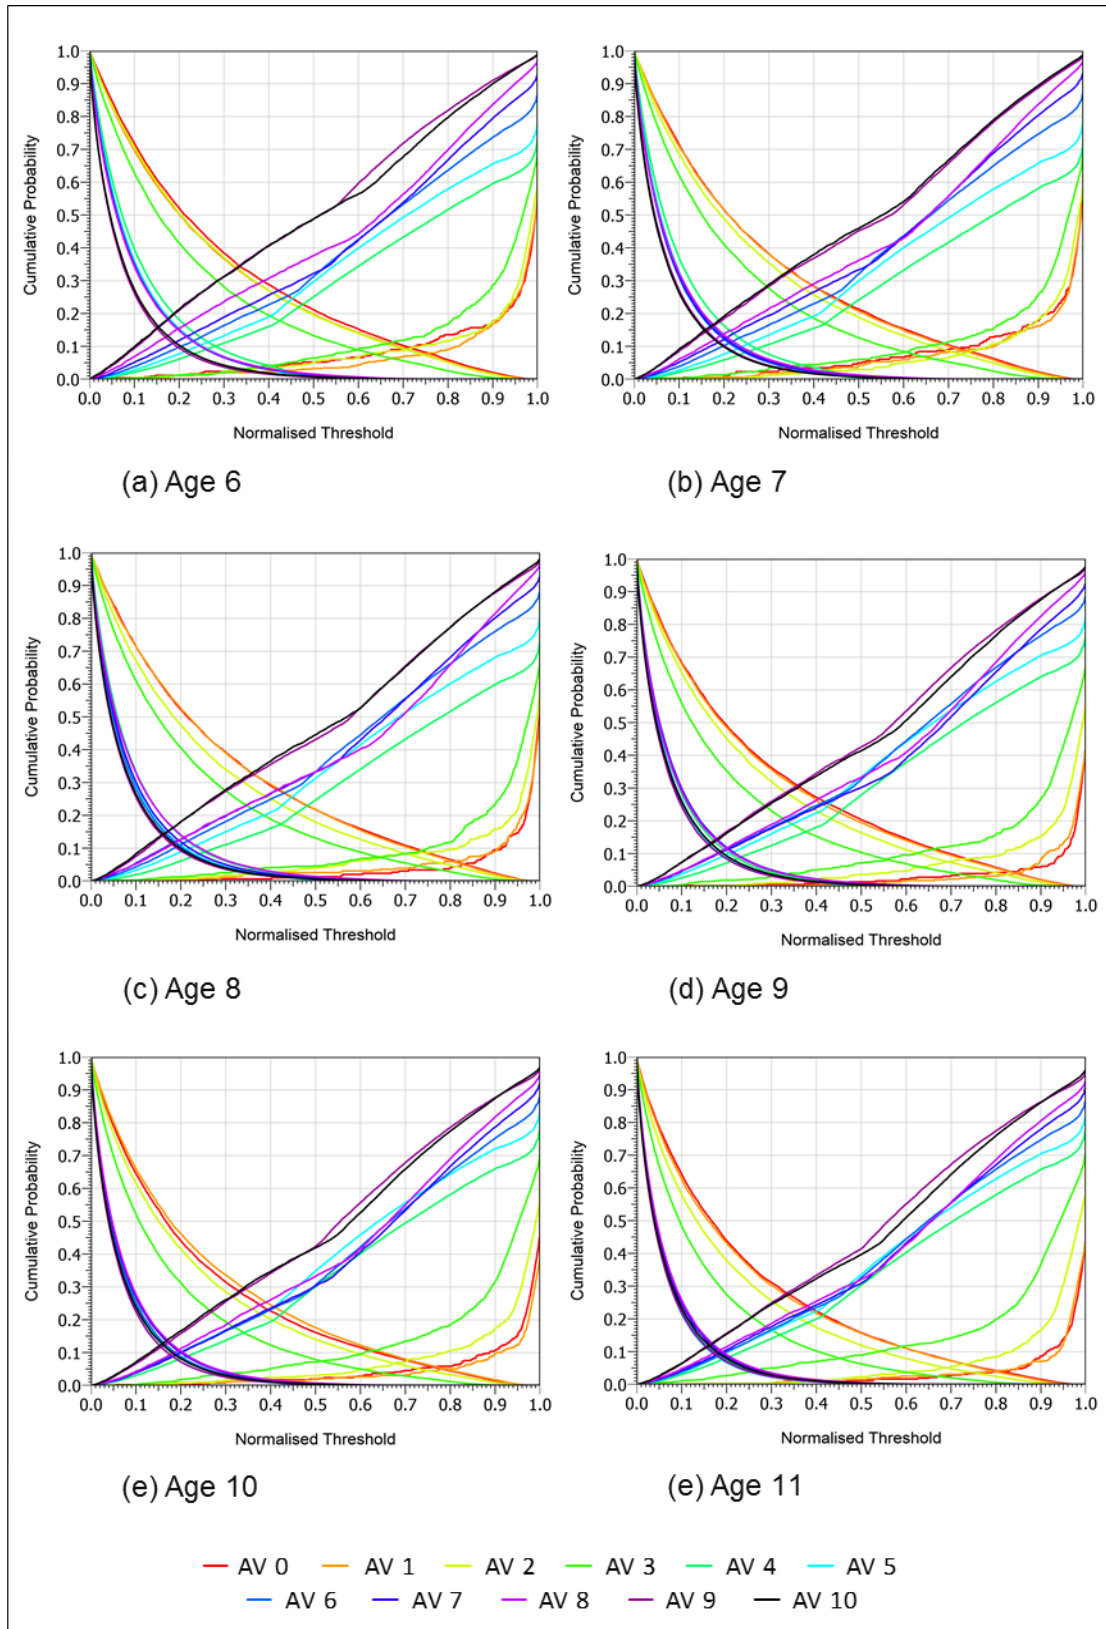 1.0 1.0
0.9 0.9
0.8 0.8
0.7 0.7
0.6 0.6
0.5 0.5
0.4 0.4
0.3 0.3
0.2 0.2
0.1 0.1
0.0 0.0
Cumulative Probability Cumulative Probability
0.0 0.1 0.2 0.3 0.4 0.5 0.6 0.7 0.8 0.9 1.0 0.0 0.1 0.2 0.3 0.4 0.5 0.6 0.7 0.8 0.9 1.0
Normalised Threshold Normalised Threshold
(a) Age 6 (b) Age 7
1.0 1.0
0.9 0.9
0.8 0.8
0.7 0.7
0.6 0.6
0.5 0.5
0.4 0.4
0.3 0.3
0.2 0.2
0.1 0.1
0.0 0.0
Cumulative Probability Cumulative Probability
0.0 0.1 0.2 0.3 0.4 0.5 0.6 0.7 0.8 0.9 1.0 0.0 0.1 0.2 0.3 0.4 0.5 0.6 0.7 0.8 0.9 1.0
Normalised Threshold Normalised Threshold
(c) Age 8 (d) Age 9
1.0 1.0
0.9 0.9
0.8 0.8
0.7 0.7
0.6 0.6
0.5 0.5
0.4 0.4
0.3 0.3
0.2 0.2
0.1 0.1
0.0 0.0
Cumulative Probability Cumulative Probability
0.0 0.1 0.2 0.3 0.4 0.5 0.6 0.7 0.8 0.9 1.0 0.0 0.1 0.2 0.3 0.4 0.5 0.6 0.7 0.8 0.9 1.0
Normalised Threshold Normalised Threshold
(e) Age 10 (e) Age 11
AV 0 AV 1 AV 2 AV 3 AV 4 AV 5
AV 6 AV 7 AV 8 AV 9 AV 10